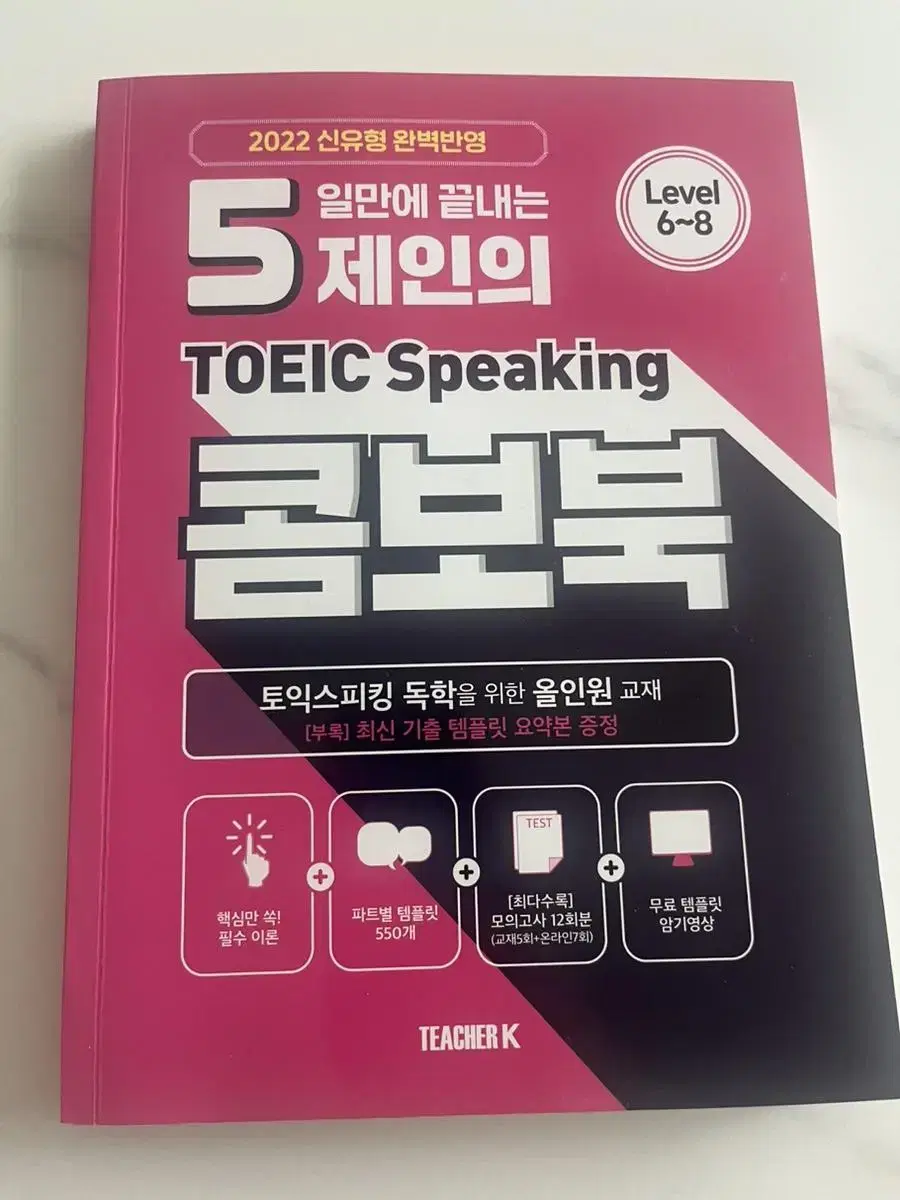 2022 신유형 완벽반영
5일만에 끝내는
제인의
Level
6~8
TOEIC Speaking
콤보북
토익스피킹 독학을 위한 올인원 교재
[부록] 최신 기출 템플릿 요약본 증정
핵심만 쏙!
필수 이론
+
파트별 템플릿
550개
+
TEST
[최다수록]
모의고사 12회분
(교재5회+온라인7회)
+
무료 템플릿
암기영상
TEACHER K